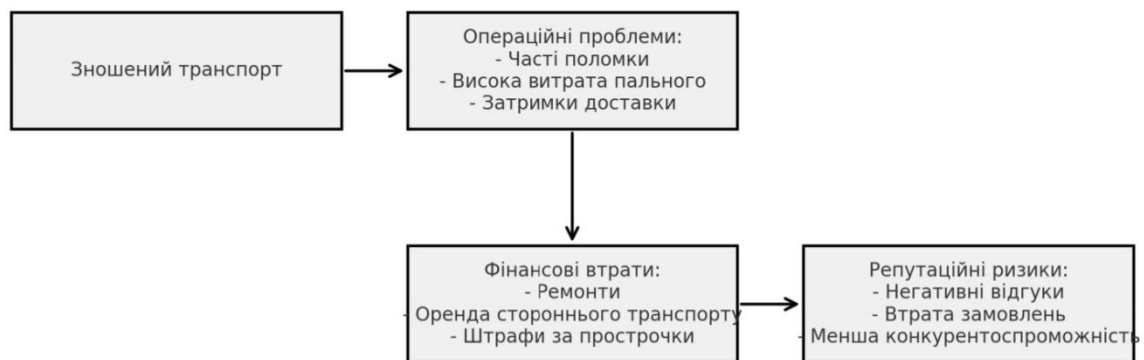 Зношений транспорт
Операційні проблеми:
- Часті поломки
- Висока витрата пального
- Затримки доставки
Фінансові втрати:
- Ремонти
- Оренда стороннього транспорту
- Штрафи за прострочки
Репутаційні ризики:
- Негативні відгуки
- Втрата замовлень
- Менша конкурентоспроможність